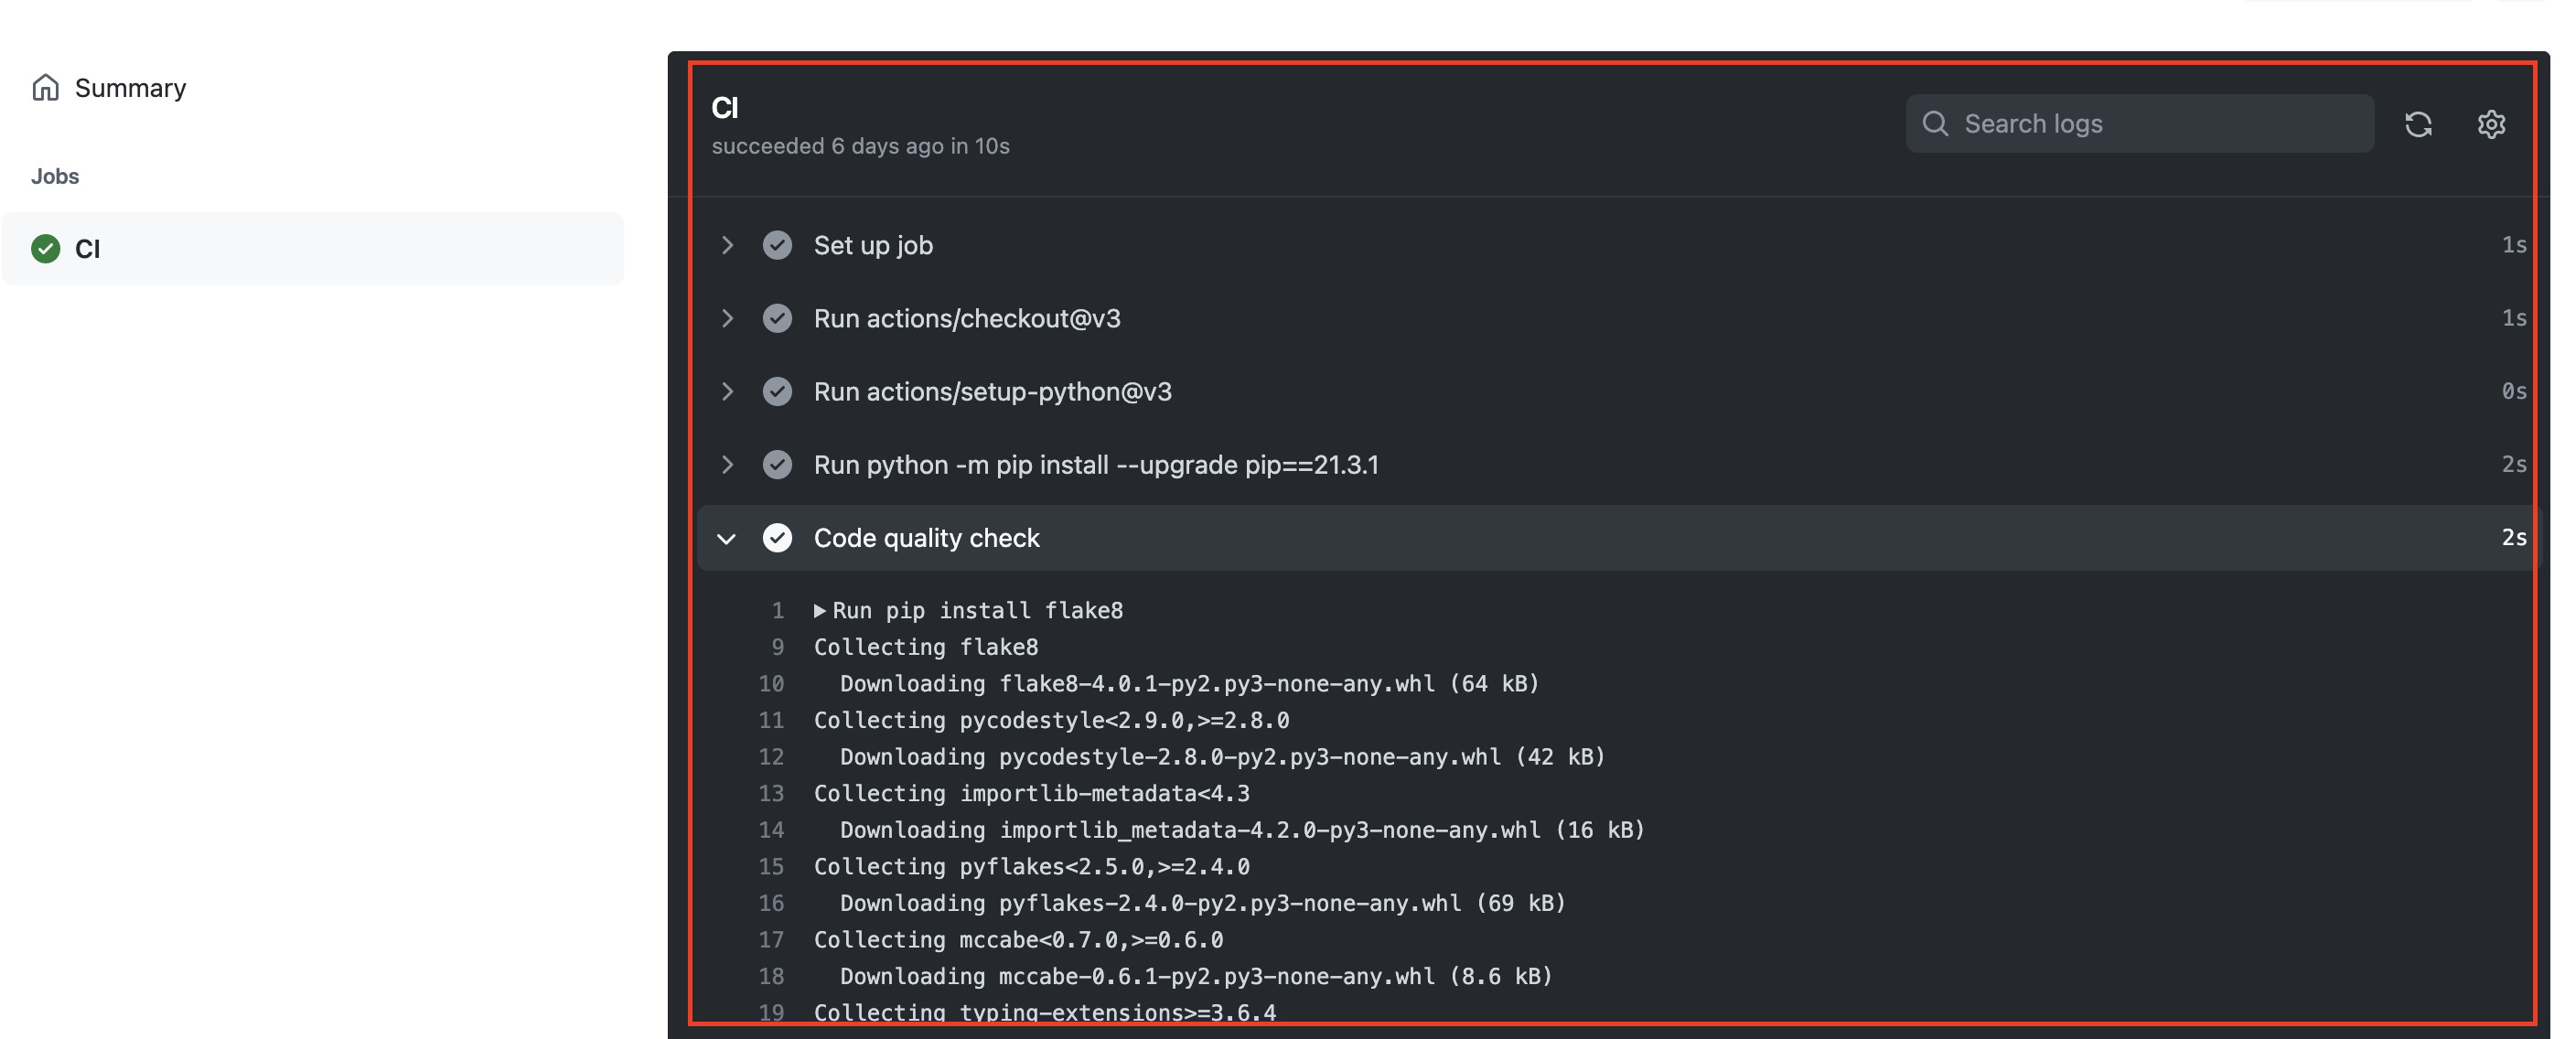 Summary
Jobs
CI
CI
succeeded 6 days ago in 10s
Search logs
Set up job 1s
Run actions/checkout@v3 1s
Run actions/setup-python@v3 0s
Run python -m pip install --upgrade pip==21.3.1 2s
Code quality check 2s
1 Run pip install flake8
9 Collecting flake8
10 Downloading flake8-4.0.1-py2.py3-none-any.whl (64 kB)
11 Collecting pycodestyle<2.9.0,>=2.8.0
12 Downloading pycodestyle-2.8.0-py2.py3-none-any.whl (42 kB)
13 Collecting importlib-metadata<4.3
14 Downloading importlib_metadata-4.2.0-py3-none-any.whl (16 kB)
15 Collecting pyflakes<2.5.0,>=2.4.0
16 Downloading pyflakes-2.4.0-py2.py3-none-any.whl (69 kB)
17 Collecting mccabe<0.7.0,>=0.6.0
18 Downloading mccabe-0.6.1-py2.py3-none-any.whl (8.6 kB)
19 Collecting typing-extensions>=3.6.4